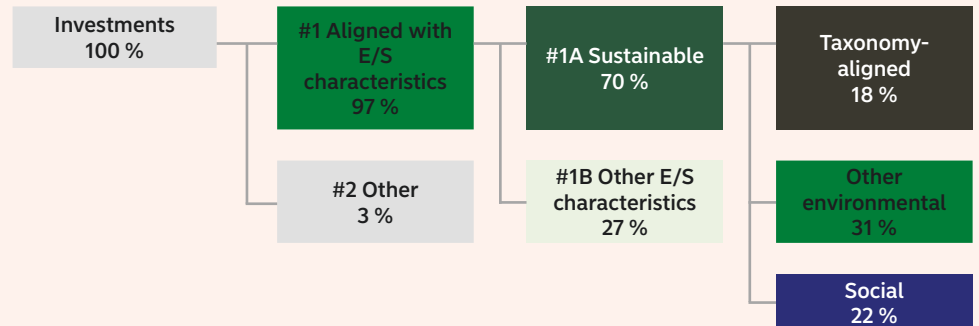 Investments
100 %
#1 Aligned with
E/S
characteristics
97 %
#1A Sustainable
70 %
Taxonomy-
aligned
18 %
#2 Other
3 %
#1B Other E/S
characteristics
27 %
Other
environmental
31 %
Social
22 %